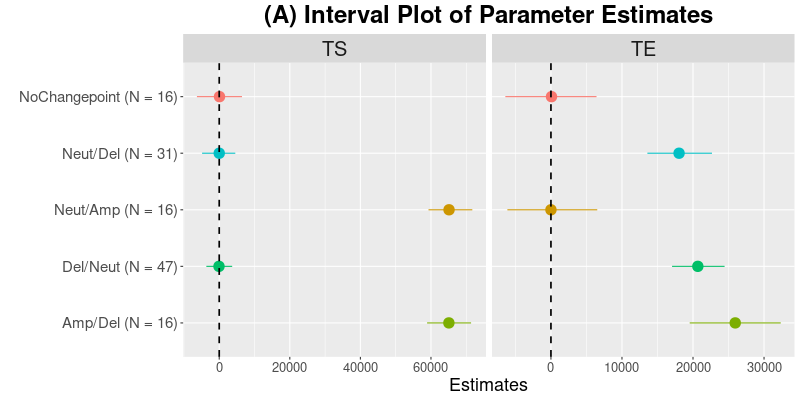 (A) Interval Plot of Parameter Estimates
TS
TE
NoChangepoint (N = 16)
Neut/Del (N = 31)
Neut/Amp (N = 16)
Del/Neut (N = 47)
Amp/Del (N = 16)
0 20000 40000 60000
0 10000 20000 30000
Estimates